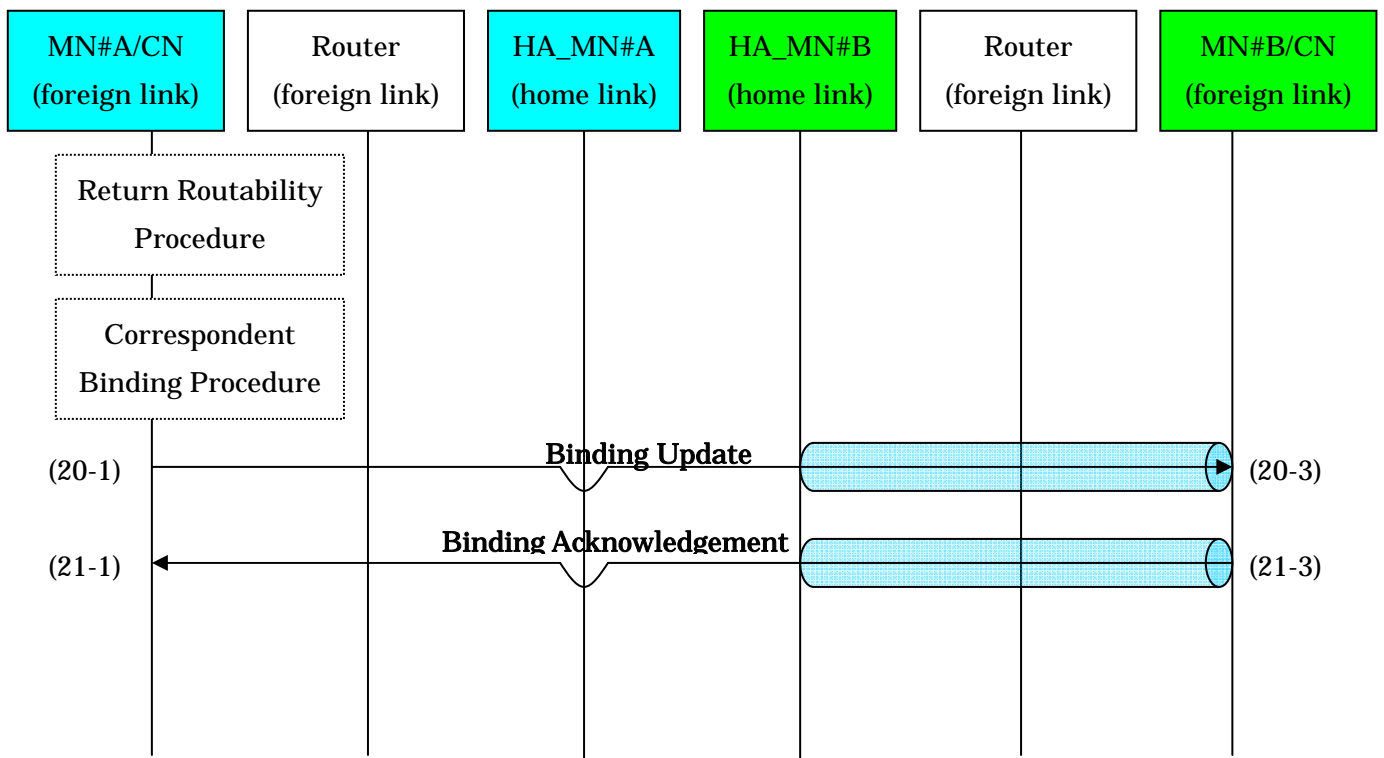 MN#A/CN
(foreign link)
Router
(foreign link)
HA_MN#A
(home link)
HA_MN#B
(home link)
Router
(foreign link)
MN#B/CN
(foreign link)
Return Routability
Procedure
Correspondent
Binding Procedure
(20-1)
Binding Update
(20-3)
(21-1)
Binding Acknowledgement
(21-3)